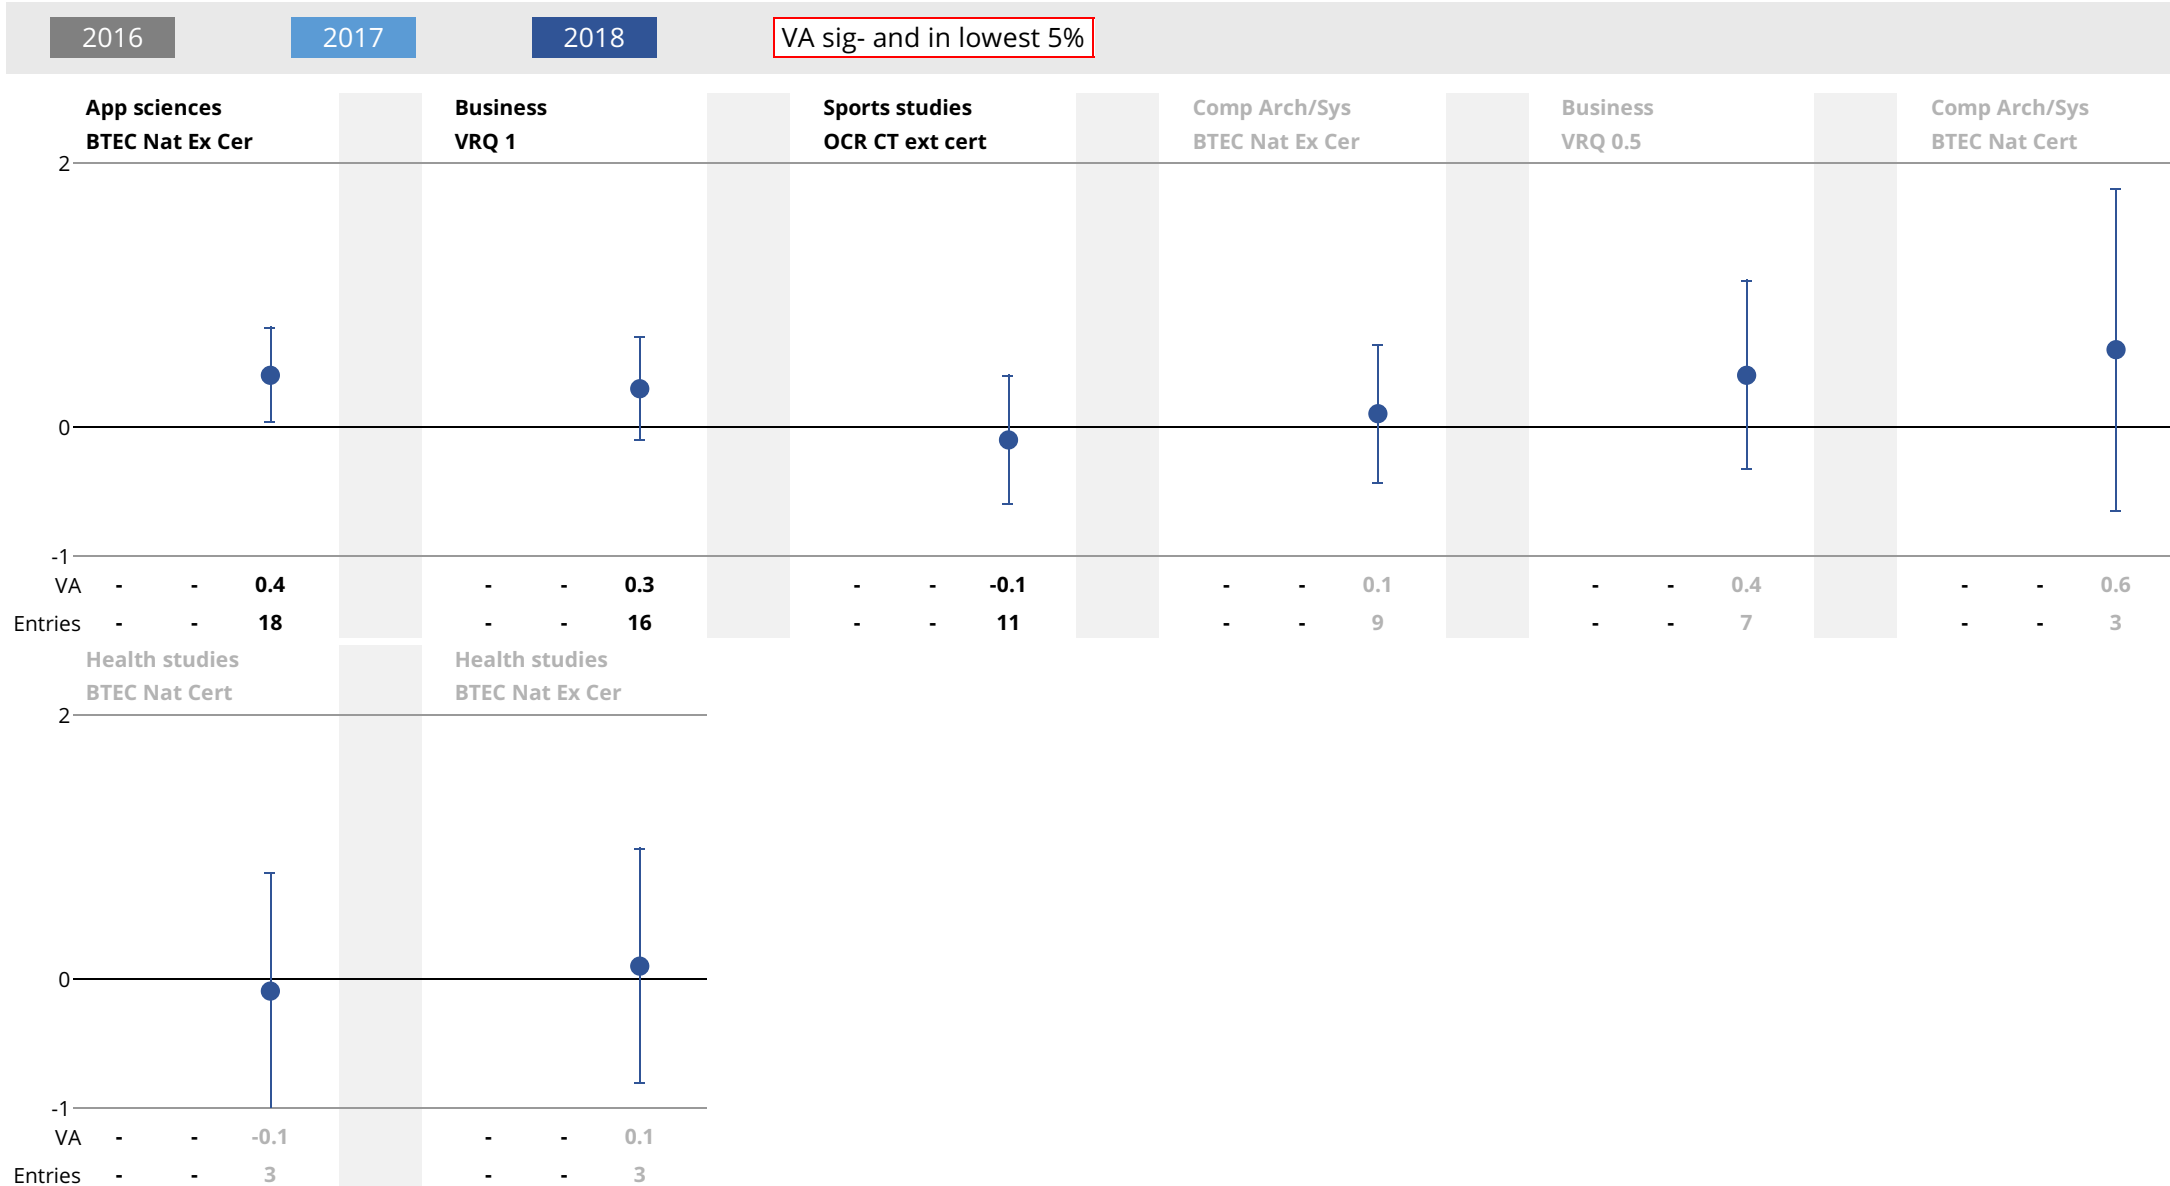 2016 2017 2018 VA sig- and in lowest 5%
App sciences Business Sports studies Comp Arch/Sys Business Comp Arch/Sys
BTEC Nat Ex Cer VRQ 1 OCR CT ext cert BTEC Nat Ex Cer VRQ 0.5 BTEC Nat Cert
2
0
-1
VA - - 0.4 - - 0.3 - - -0.1 - - 0.1 - - 0.4 - - 0.6
Entries - - 18 - - 16 - - 11 - - 9 - - 7 - - 3
Health studies Health studies
BTEC Nat Cert BTEC Nat Ex Cer
2
0
-1
VA - - -0.1 - - 0.1
Entries - - 3 - - 3